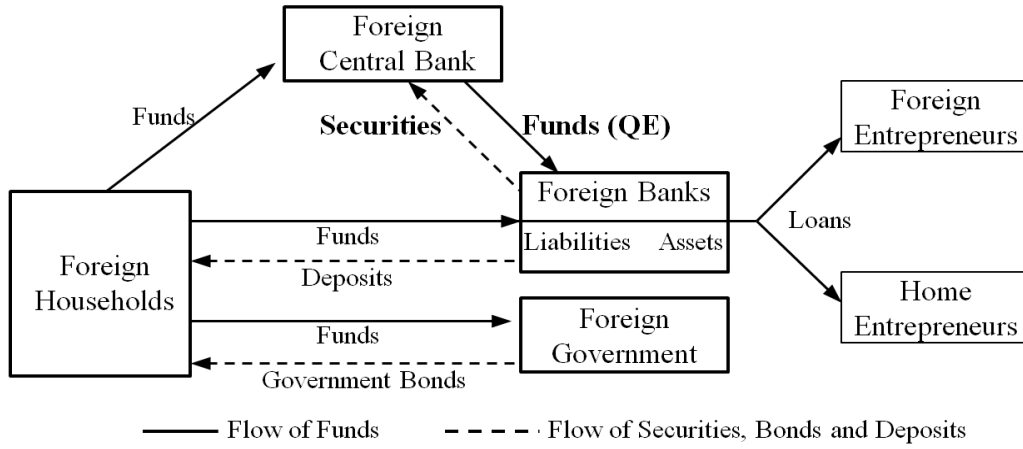 Foreign
Central Bank
Funds
Securities
Funds (QE)
Foreign
Entrepreneurs
Foreign Banks
Liabilities Assets
Loans
Funds
Deposits
Foreign
Households
Home
Entrepreneurs
Funds
Foreign
Government
Government Bonds
Flow of Funds
Flow of Securities, Bonds and Deposits